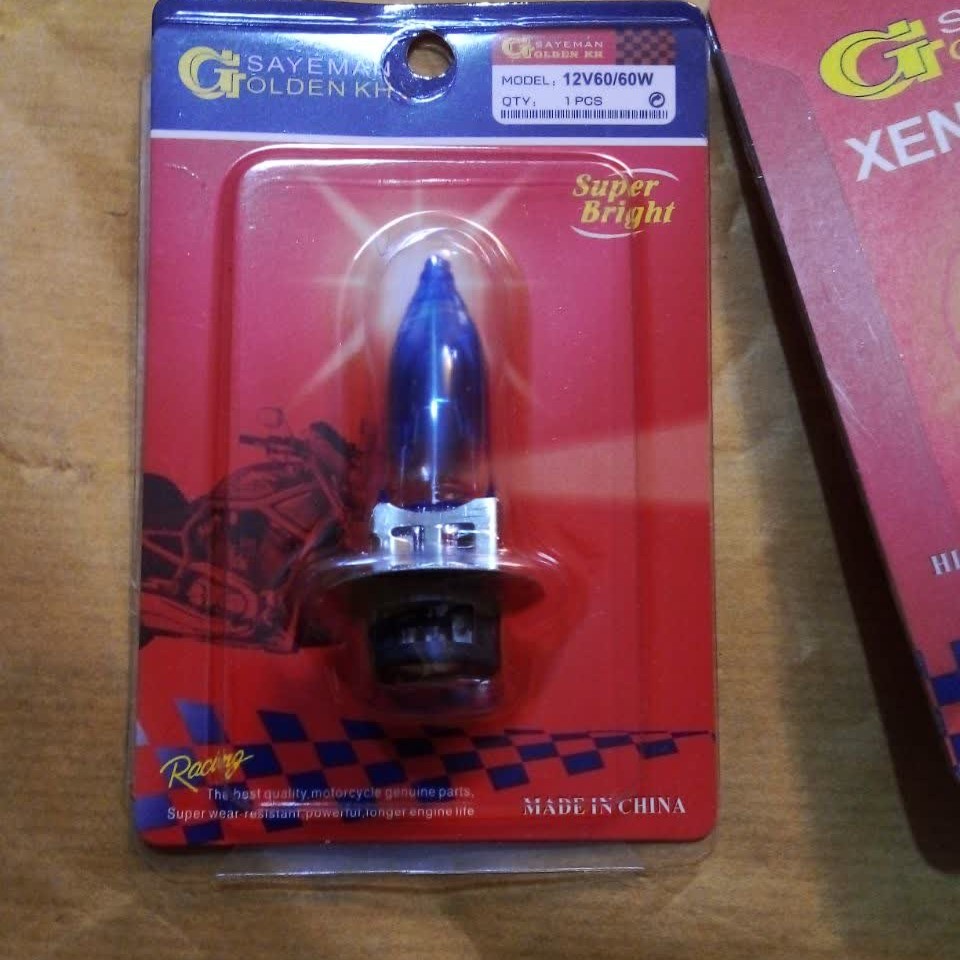 SAYEMAN
GOLDEN KH
SAYEMAN
GOLDEN KH
MODEL: 12V60/60W
QTY: 1 PCS
Super
Bright
Racing
The best quality motorcycle genuine parts,
Super wear-resistant,powerful,longer engine life
MADE IN CHINA